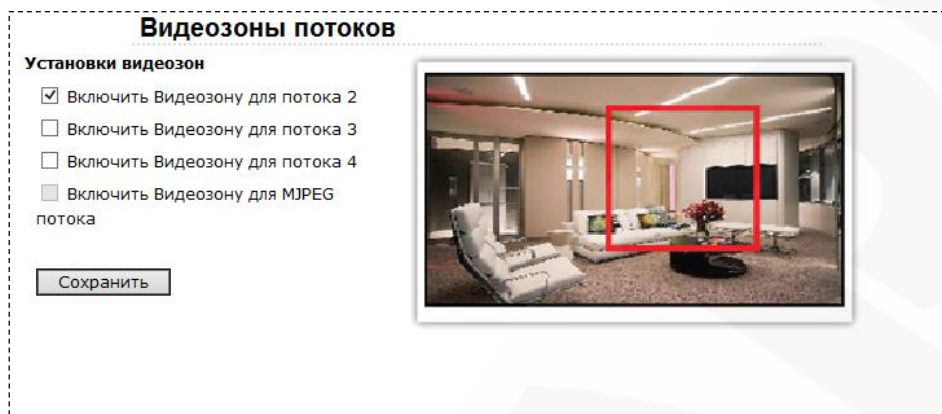 Видеозоны потоков
Установки видеозон
Включить Видеозону для потока 2
Включить Видеозону для потока 3
Включить Видеозону для потока 4
Включить Видеозону для MJPEG
потока
Сохранить